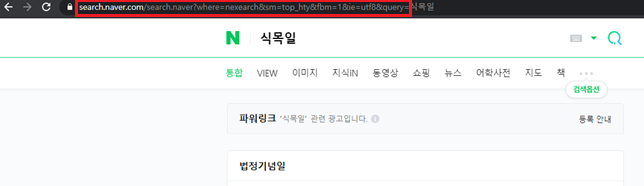 search.naver.com/search.naver?where=nexearch&sm=top_hty&fbm=1&ie=utf8&query=식목일
N 식목일
통합 VIEW 이미지 지식iN 동영상 쇼핑 뉴스 어학사전 지도 책
검색옵션
파워링크 '식목일' 관련 광고입니다. 등록 안내
법정기념일